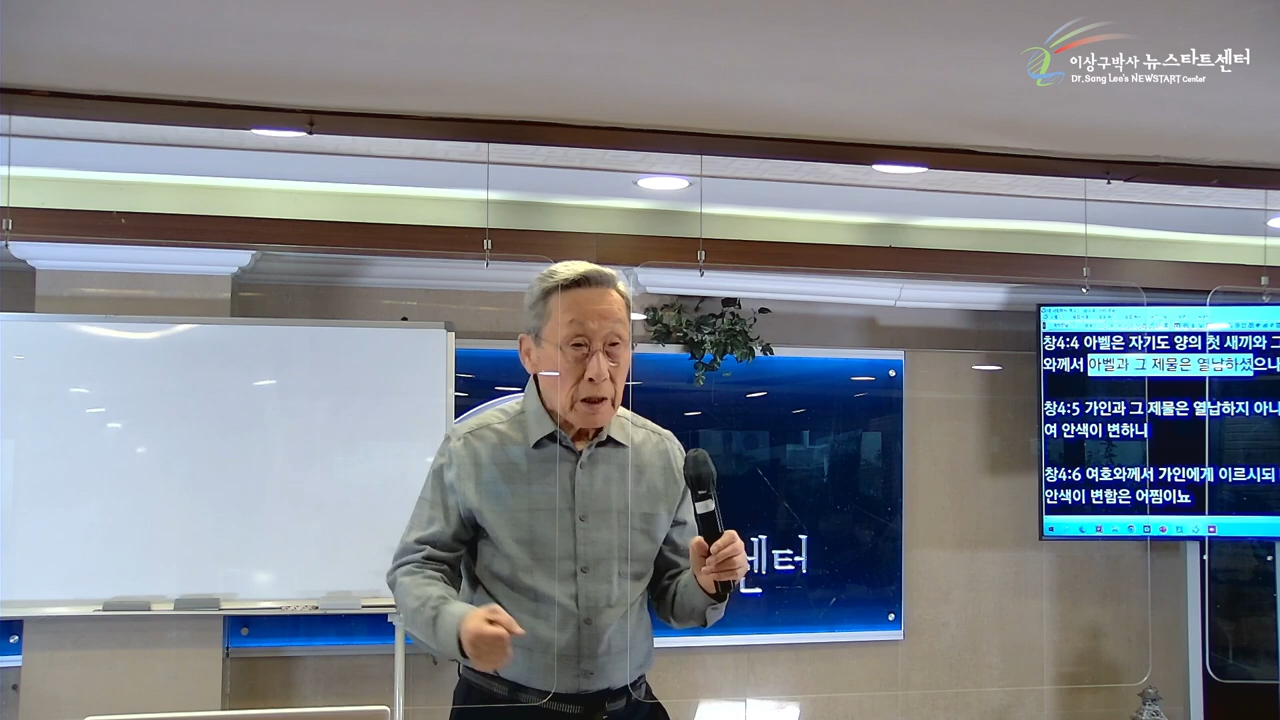 이상구박사 뉴스타트센터
Dr. Sang Lee's NEWSTART Center
창4:4 아벨은 자기도 양의 첫 새끼와 그
와께서 아벨과 그 제물은 열납하셨으나
창4:5 가인과 그 제물은 열납하지 아니
여 안색이 변하니
창4:6 여호와께서 가인에게 이르시되
안색이 변함은 어찜이뇨
센터